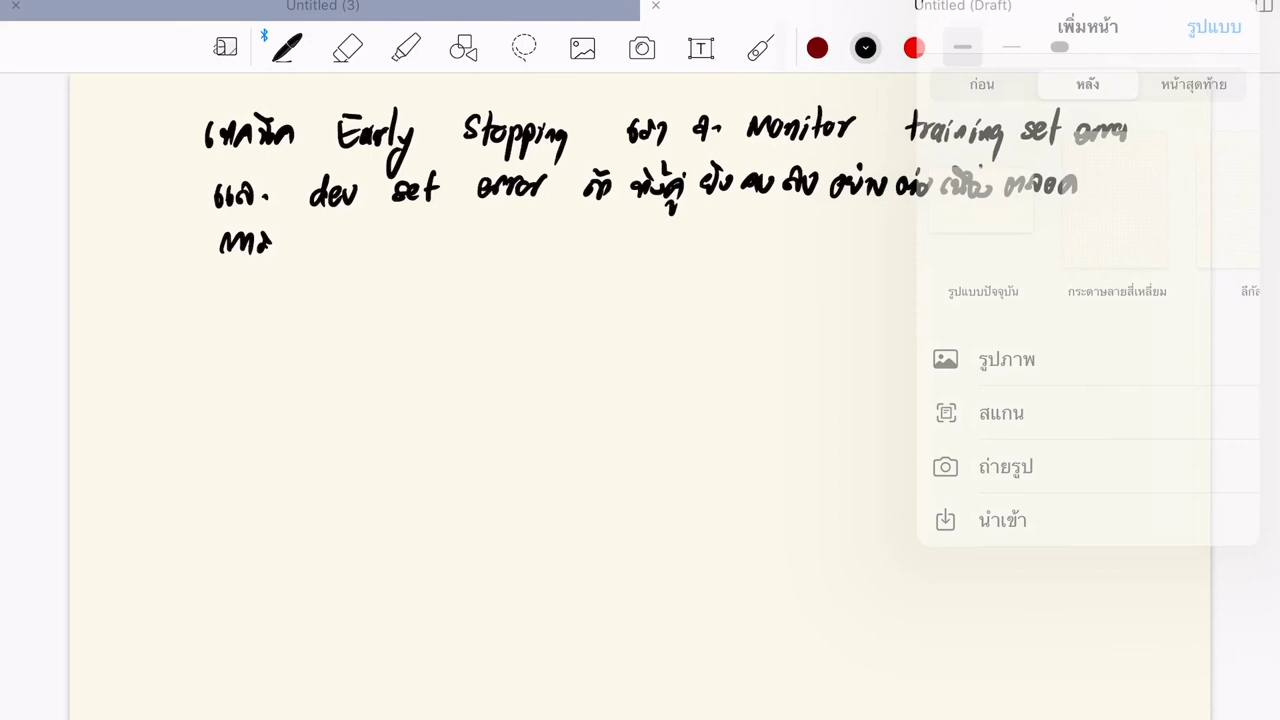 Untitled (3)
Untitled (Draft)
เพิ่มหน้า
รูปแบบ
ก่อน
หลัง
หน้าสุดท้าย
เทคนิค Early Stopping เรา จะ Monitor training set error
และ dev set error ถ้า ทั้งคู่ ยัง คง ลง อย่าง ต่อ เนื่อง ตลอด
การ
รูปแบบปัจจุบัน
กระดาษลายสี่เหลี่ยม
รูปภาพ
สแกน
ถ่ายรูป
นำเข้า